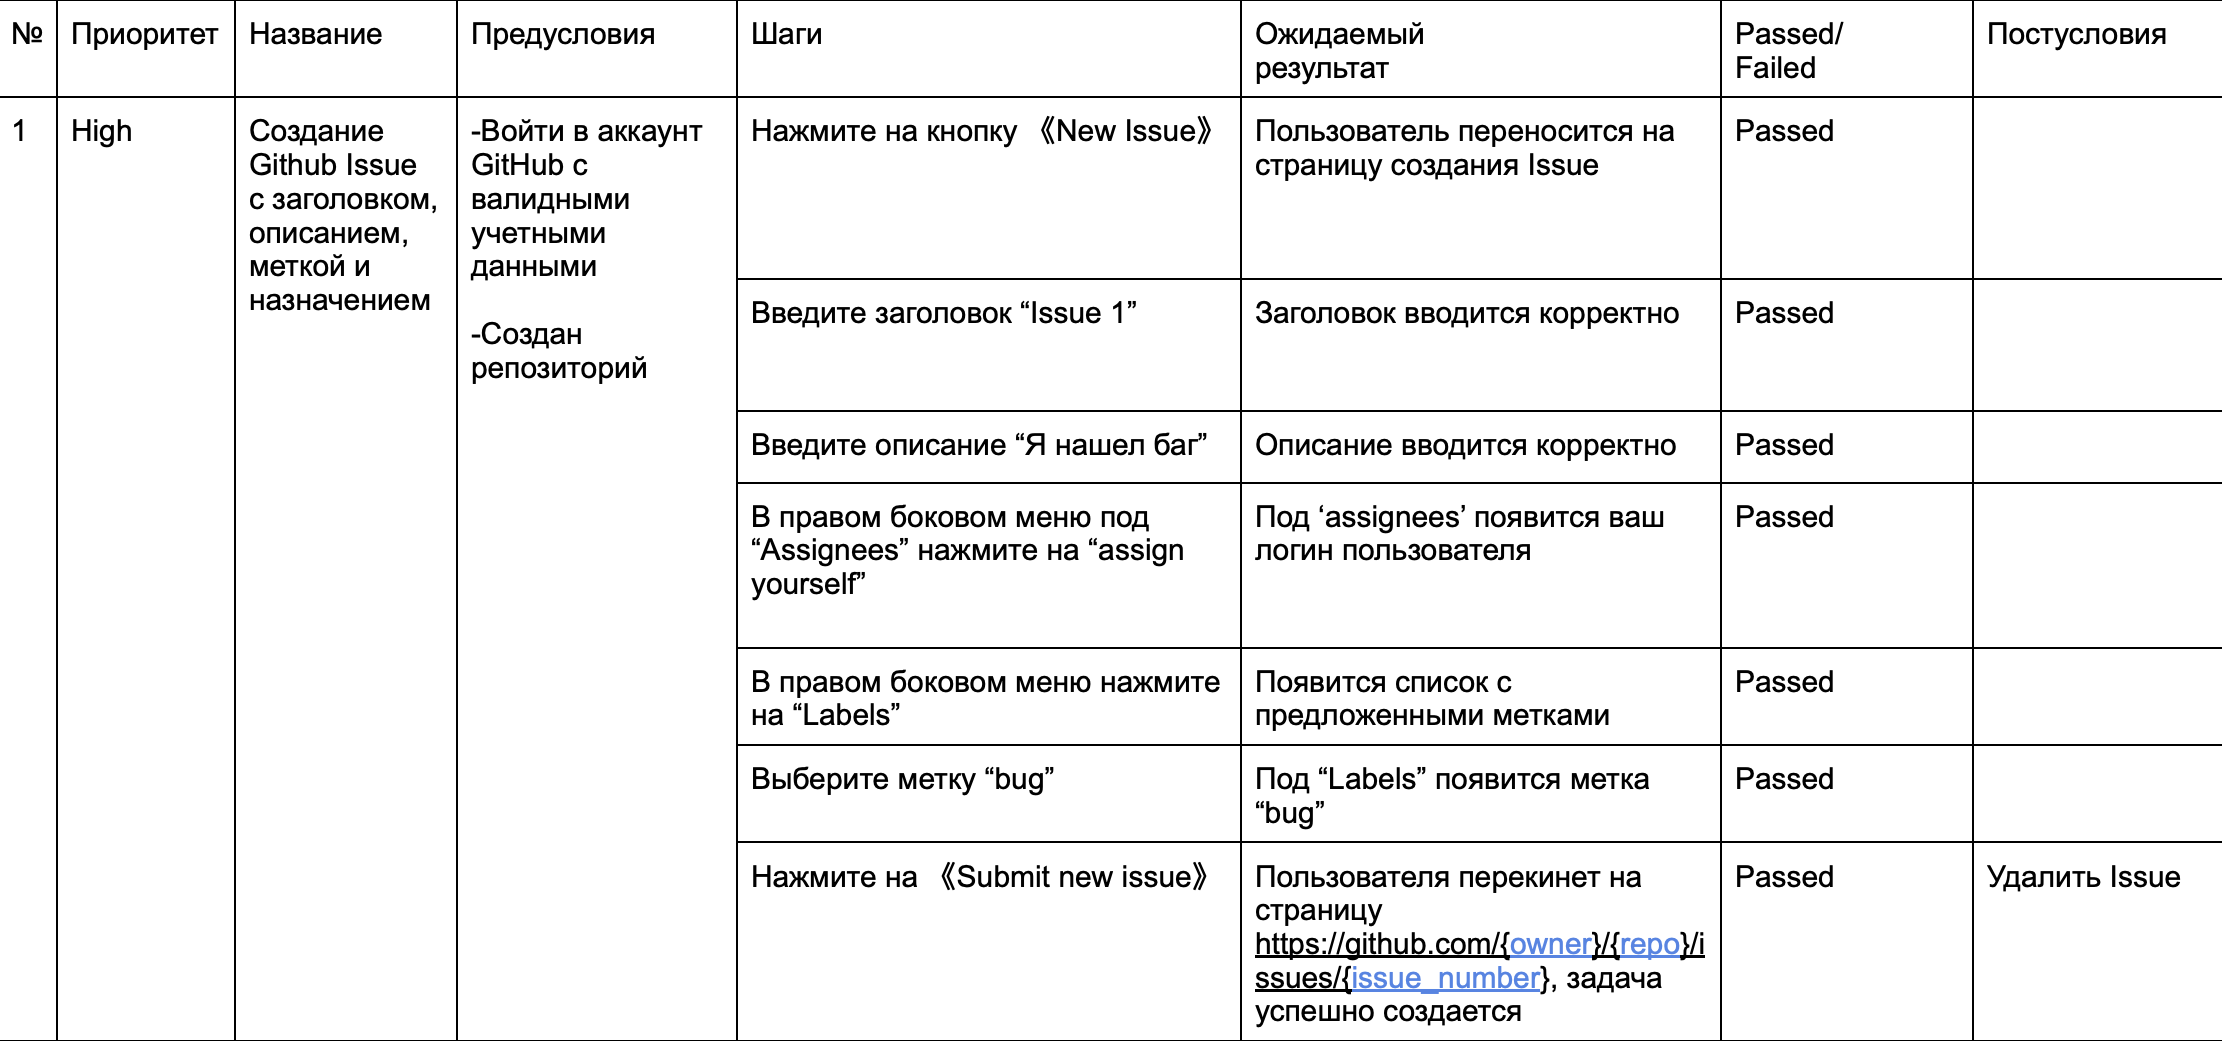 №
Приоритет
Название
Предусловия
Шаги
Ожидаемый
результат
Passed/
Failed
Постусловия
1
High
Создание
Github Issue
с заголовком,
описанием,
меткой и
назначением
-Войти в аккаунт
GitHub с
валидными
учетными
данными
-Создан
репозиторий
Нажмите на кнопку 《New Issue》
Пользователь переносится на
страницу создания Issue
Passed
Введите заголовок “Issue 1”
Заголовок вводится корректно
Passed
Введите описание “Я нашел баг”
Описание вводится корректно
Passed
В правом боковом меню под
“Assignees” нажмите на “assign
yourself”
Под ‘assignees’ появится ваш
логин пользователя
Passed
В правом боковом меню нажмите
на “Labels”
Появится список с
предложенными метками
Passed
Выберите метку “bug”
Под “Labels” появится метка
“bug”
Passed
Нажмите на 《Submit new issue》
Пользователя перекинет на
страницу
https://github.com/{owner}/{repo}/i
ssues/{issue_number}, задача
успешно создается
Passed
Удалить Issue